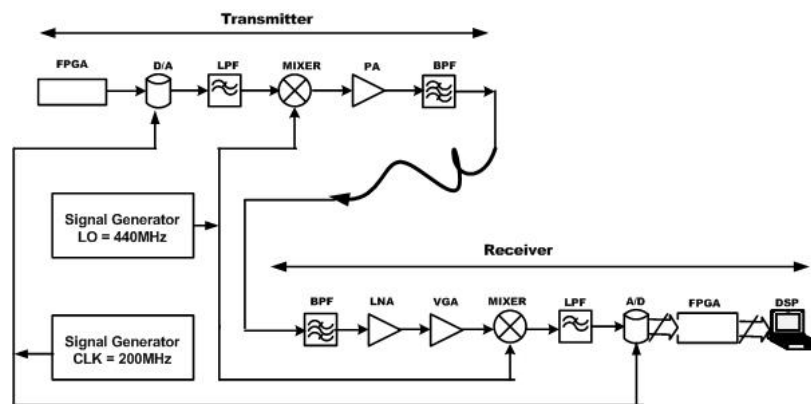 Transmitter
FPGA
D/A
LPF
MIXER
PA
BPF
Signal Generator
LO = 440MHz
Receiver
BPF
LNA
VGA
MIXER
LPF
A/D
FPGA
DSP
Signal Generator
CLK = 200MHz